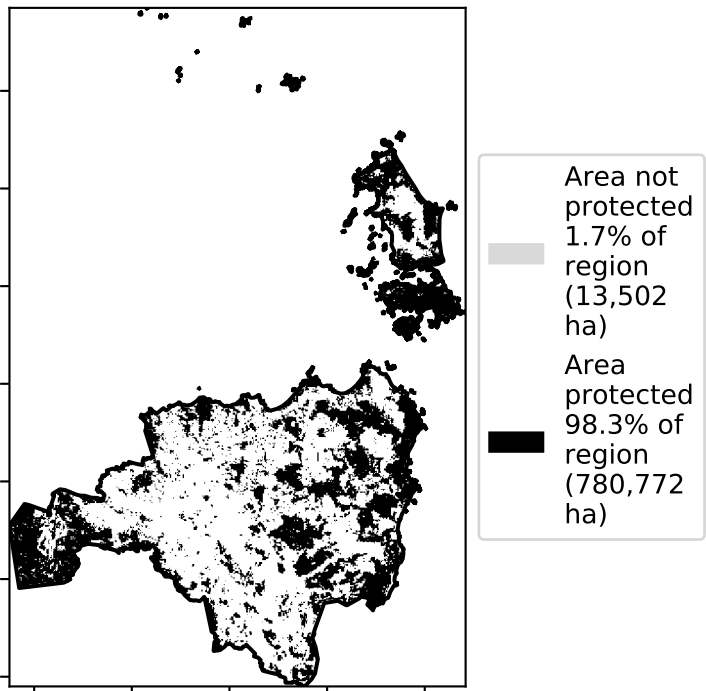 Area not
protected
1.7% of
region
(13,502
ha)
Area
protected
98.3% of
region
(780,772
ha)